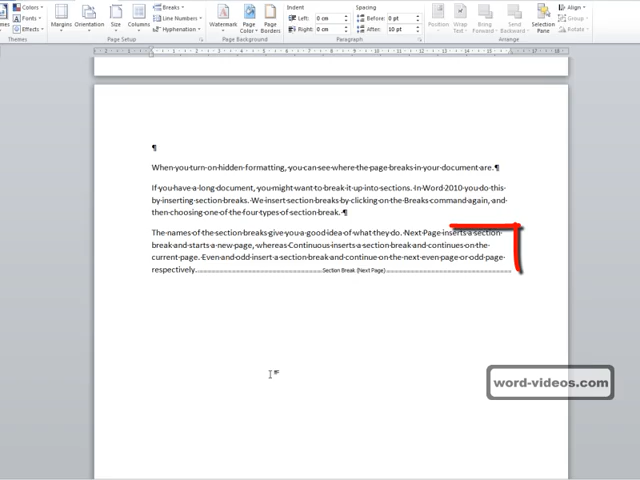 Colors
Fonts
Effects
Themes
Margins Orientation Size Columns
Breaks
Line Numbers
Hyphenation
Page Setup
Watermark Page Color Page Borders
Page Background
Indent
Left: 0 cm
Right: 0 cm
Spacing
Before: 0 pt
After: 10 pt
Paragraph
Position Wrap Text Bring Forward Send Backward Selection Pane
Align
Group
Rotate
Arrange
¶
When you turn on hidden formatting, you can see where the page breaks in your document are. ¶
If you have a long document, you might want to break it up into sections. In Word 2010 you do this
by inserting section breaks. We insert section breaks by clicking on the Breaks command again, and
then choosing one of the four types of section break. ¶
The names of the section breaks give you a good idea of what they do. Next Page inserts a section
break and starts a new page, whereas Continuous inserts a section break and continues on the
current page. Even and odd insert a section break and continue on the next even page or odd page
respectively. Section Break (Next Page)
word-videos.com